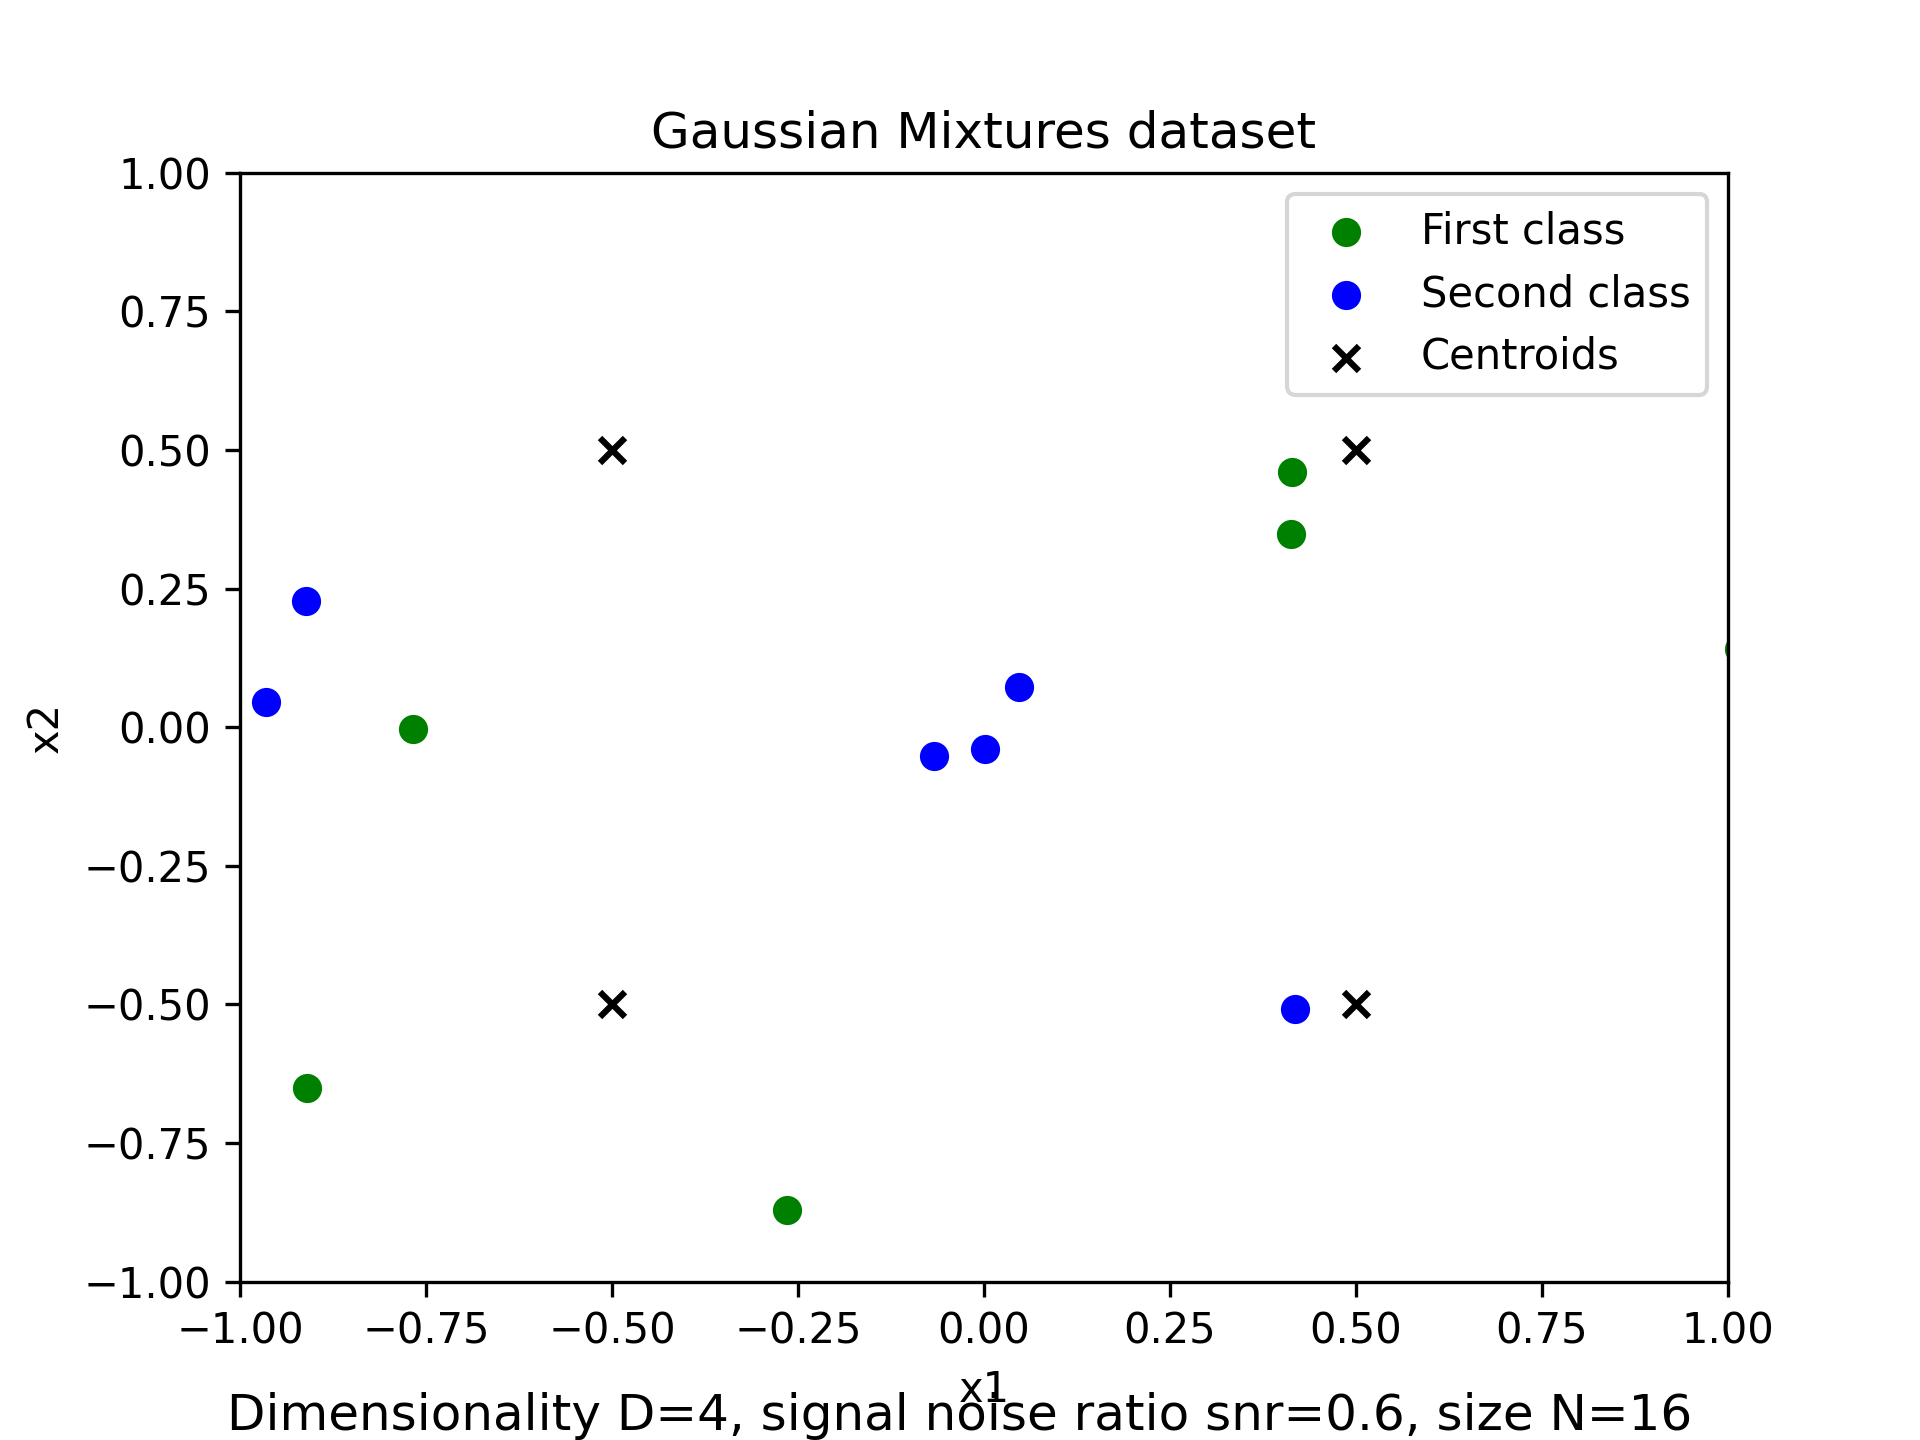 Gaussian Mixtures dataset
First class
Second class
Centroids
1.00
0.75
0.50
0.25
0.00
−0.25
−0.50
−0.75
−1.00
x2
−1.00 −0.75 −0.50 −0.25 0.00 0.25 0.50 0.75 1.00
x1
Dimensionality D=4, signal noise ratio snr=0.6, size N=16